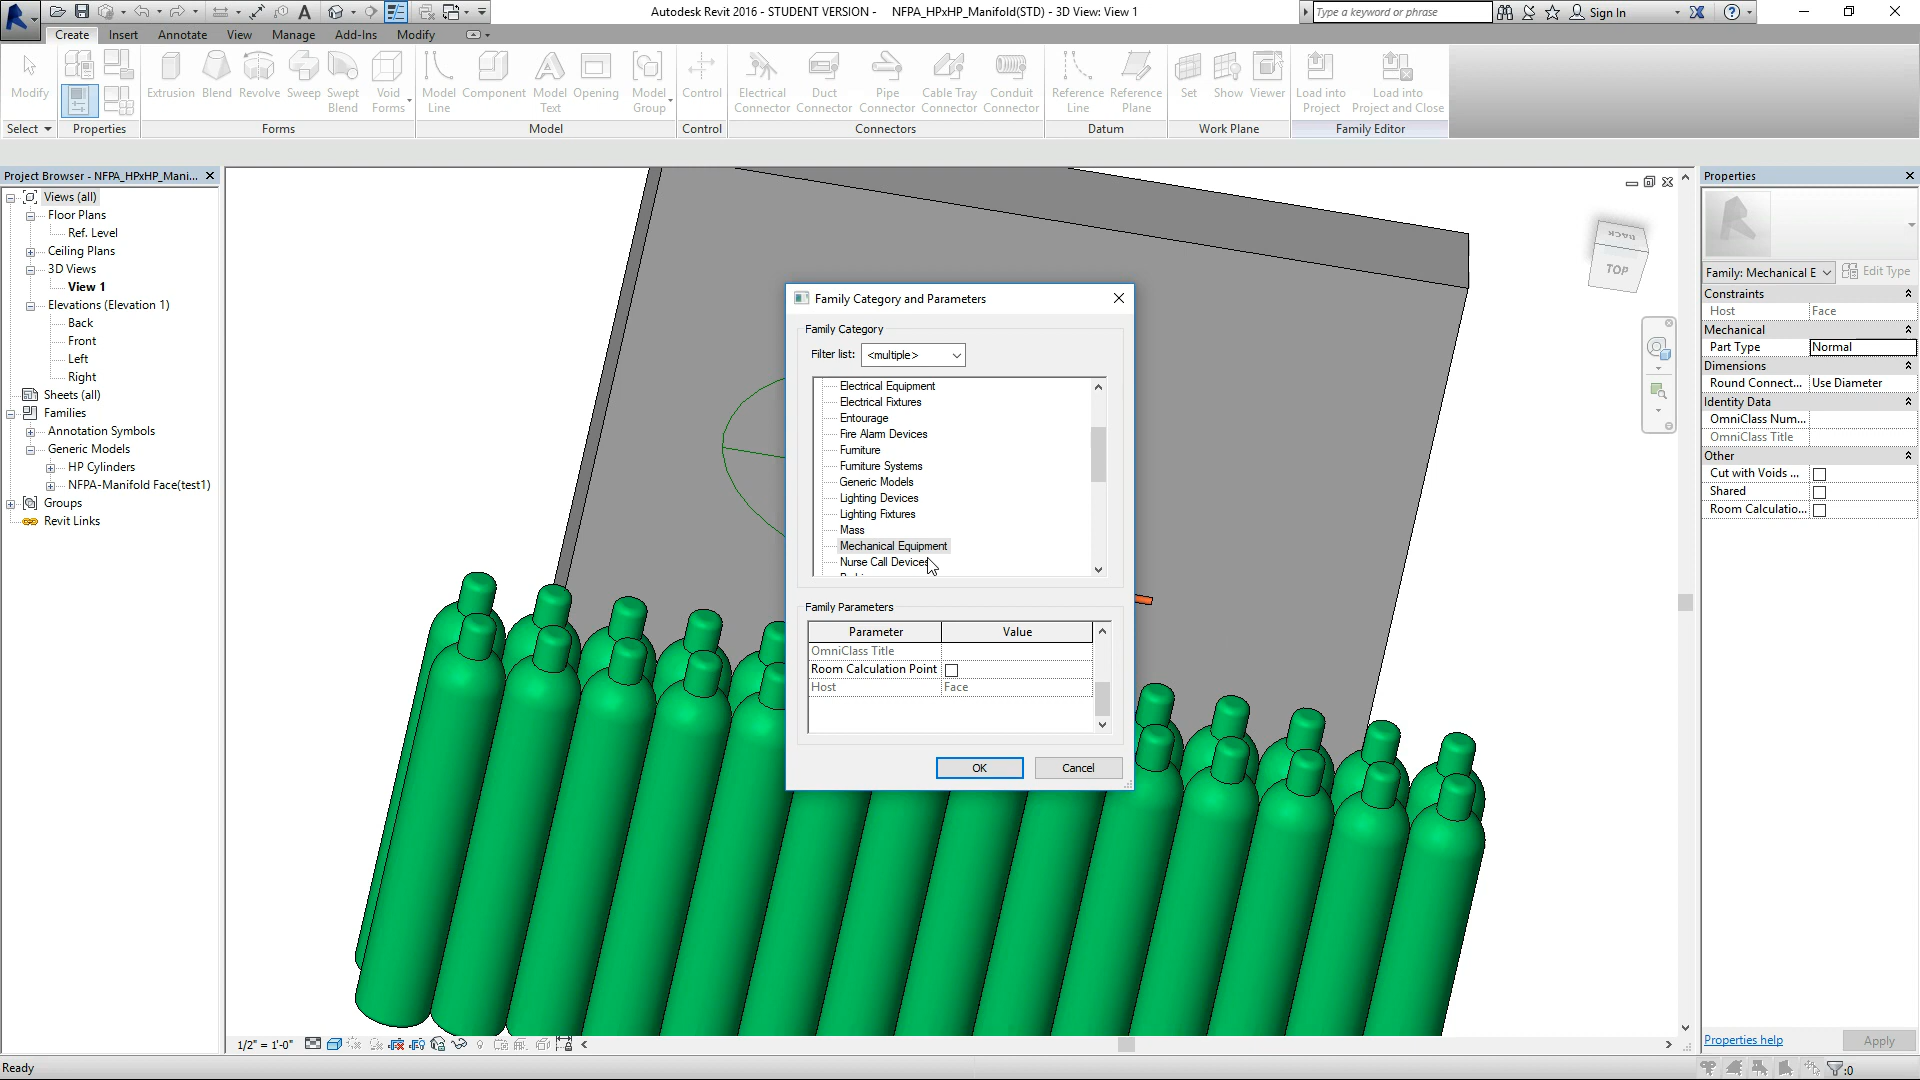 Autodesk Revit 2016 - STUDENT VERSION - NFPA_HPxHP_Manifold(STD) - 3D View: View 1
Type a keyword or phrase
Sign In
Create Insert Annotate View Manage Add-Ins Modify
Modify
Extrusion Blend Revolve Sweep Swept Blend Void Forms
Model Line Component Model Text Opening Model Group
Control
Electrical Connector Duct Connector Pipe Connector Cable Tray Connector Conduit Connector
Reference Line Reference Plane
Set Show Viewer
Load into Project Load into Project and Close
Select Properties Forms Model Control Connectors Datum Work Plane Family Editor
Project Browser - NFPA_HPxHP_Mani...
Views (all)
Floor Plans
Ref. Level
Ceiling Plans
3D Views
View 1
Elevations (Elevation 1)
Back
Front
Left
Right
Sheets (all)
Families
Annotation Symbols
Generic Models
HP Cylinders
NFPA-Manifold Face(test1)
Groups
Revit Links
BACK
TOP
Family Category and Parameters
Family Category
Filter list: <multiple>
Electrical Equipment
Electrical Fixtures
Entourage
Fire Alarm Devices
Furniture
Furniture Systems
Generic Models
Lighting Devices
Lighting Fixtures
Mass
Mechanical Equipment
Nurse Call Devices
Family Parameters
Parameter Value
OmniClass Title
Room Calculation Point
Host Face
OK Cancel
Properties
Family: Mechanical E Edit Type
Constraints
Host Face
Mechanical
Part Type Normal
Dimensions
Round Connect... Use Diameter
Identity Data
OmniClass Num...
OmniClass Title
Other
Cut with Voids ...
Shared
Room Calculatio...
Properties help Apply
1/2" = 1'-0"
Ready
:0